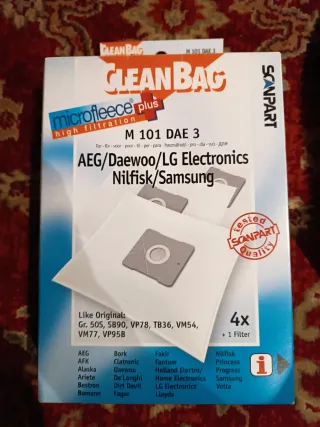 CLEANBAG
M 101 DAE 3
CLEANBAG
SCANPART
microfleece® plus
high filtration
M 101 DAE 3
AEG/Daewoo/LG Electronics
Nilfisk/Samsung
tested
SCANPART
Quality
Like Original:
Gr. 50S, SB90, VP78, TB36, VM54,
VM77, VP95B
4x
+ 1 Filter
AEG Bork Fakir Nilfisk
AFK Clatronic Fantom Princess
Alaska Daewoo Holland Electro/ Progress
Ariete De'Longhi Home Electronics Samsung
Bestron Dirt Devil LG Electronics Volta
Bomann Fagor Lloyds
i